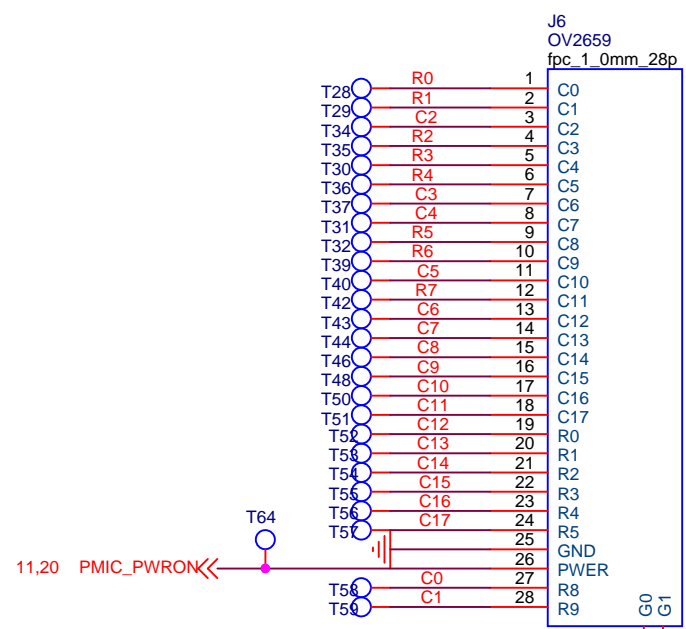 J6
OV2659
fpc_1_0mm_28p
T28 R0 1 C0
T29 R1 2 C1
T34 C2 3 C2
T35 R2 4 C3
T30 R3 5 C4
T36 R4 6 C5
T37 C3 7 C6
T31 C4 8 C7
T32 R5 9 C8
T39 R6 10 C9
T40 C5 11 C10
T42 R7 12 C11
T43 C6 13 C12
T44 C7 14 C13
T46 C8 15 C14
T48 C9 16 C15
T50 C10 17 C16
T51 C11 18 C17
T52 C12 19 R0
T53 C13 20 R1
T54 C14 21 R2
T55 C15 22 R3
T56 C16 23 R4
T57 C17 24 R5
T64
25 GND
11,20 PMIC_PWRON 26 PWER
T58 C0 27 R8
T59 C1 28 R9
G0
G1